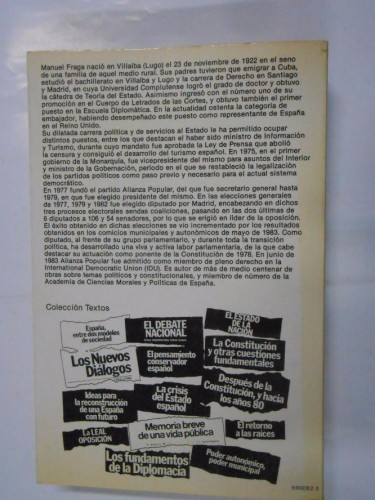 Manuel Fraga nació en Villalba (Lugo) el 23 de noviembre de 1922 en el seno
de una familia de aquel medio rural. Sus padres tuvieron que emigrar a Cuba,
estudió el bachillerato en Villalba y Lugo y la carrera de Derecho en Santiago
y Madrid, en cuya Universidad Complutense logró el grado de doctor y obtuvo
la cátedra de Teoría del Estado. Asimismo ingresó con el número uno de su
promoción en el Cuerpo de Letrados de las Cortes, y obtuvo también el primer
puesto en la Escuela Diplomática. En la actualidad ostenta la categoría de
embajador, habiendo desempeñado este puesto como representante de España
en el Reino Unido.
Su dilatada carrera política y de servicios al Estado le ha permitido ocupar
distintos puestos, entre los que destacan el haber sido ministro de Información
y Turismo, durante cuyo mandato fue aprobada la Ley de Prensa que abolió
la censura y consiguió el desarrollo del turismo español. En 1975, en el primer
gobierno de la Monarquía, fue vicepresidente del mismo para asuntos del Interior
y ministro de la Gobernación, período en el que se restableció la legalización
de los partidos políticos como paso previo y necesario para el actual sistema
democrático.
En 1977 fundó el partido Alianza Popular, del que fue secretario general hasta
1979, en que fue elegido presidente del mismo. En las elecciones generales
de 1977, 1979 y 1982 fue elegido diputado por Madrid, encabezando en dichos
tres procesos electorales sendas coaliciones, pasando en las dos últimas de
6 diputados a 106 y 54 senadores, por lo que se erigió en líder de la oposición.
El éxito obtenido en dichas elecciones se vio incrementado por los resultados
obtenidos en los comicios municipales y autonómicos de mayo de 1983. Como
diputado, al frente de su grupo parlamentario, y durante toda la transición
política, ha desarrollado una viva y activa labor parlamentaria, de la que cabe
destacar su actuación como ponente de la Constitución de 1978. En junio de
1983 Alianza Popular fue admitido como miembro de pleno derecho en la
International Democratic Union (IDU). Es autor de más de medio centenar de
obras sobre temas políticos y constitucionales, y miembro de número de la
Academia de Ciencias Morales y Políticas de España.
Colección Textos
España,
entre dos modelos
de sociedad
EL DEBATE
NACIONAL
EL ESTADO
DE LA
NACIÓN
Los Nuevos
Diálogos
El pensamiento
conservador
español
La Constitución
y otras cuestiones
fundamentales
Ideas para
la reconstrucción
de una España
con futuro
La crisis
del Estado
español
Después de la
Constitución, y hacia
los años 80
La LEAL
OPOSICIÓN
Memoria breve
de una vida pública
El retorno
a las raíces
Los fundamentos
de la Diplomacia
Poder autonómico,
poder municipal